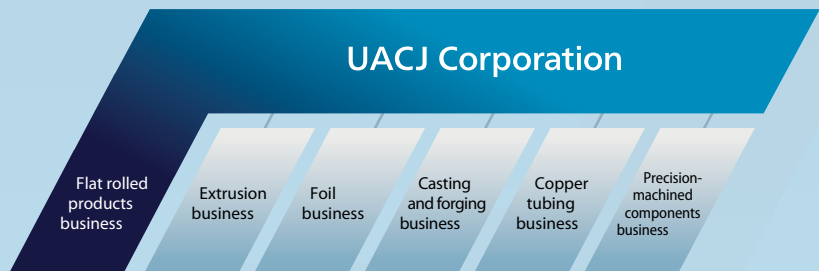 UACJ Corporation
Flat rolled
products
business
Extrusion
business
Foil
business
Casting
and forging
business
Copper
tubing
business
Precision-
machined
components
business